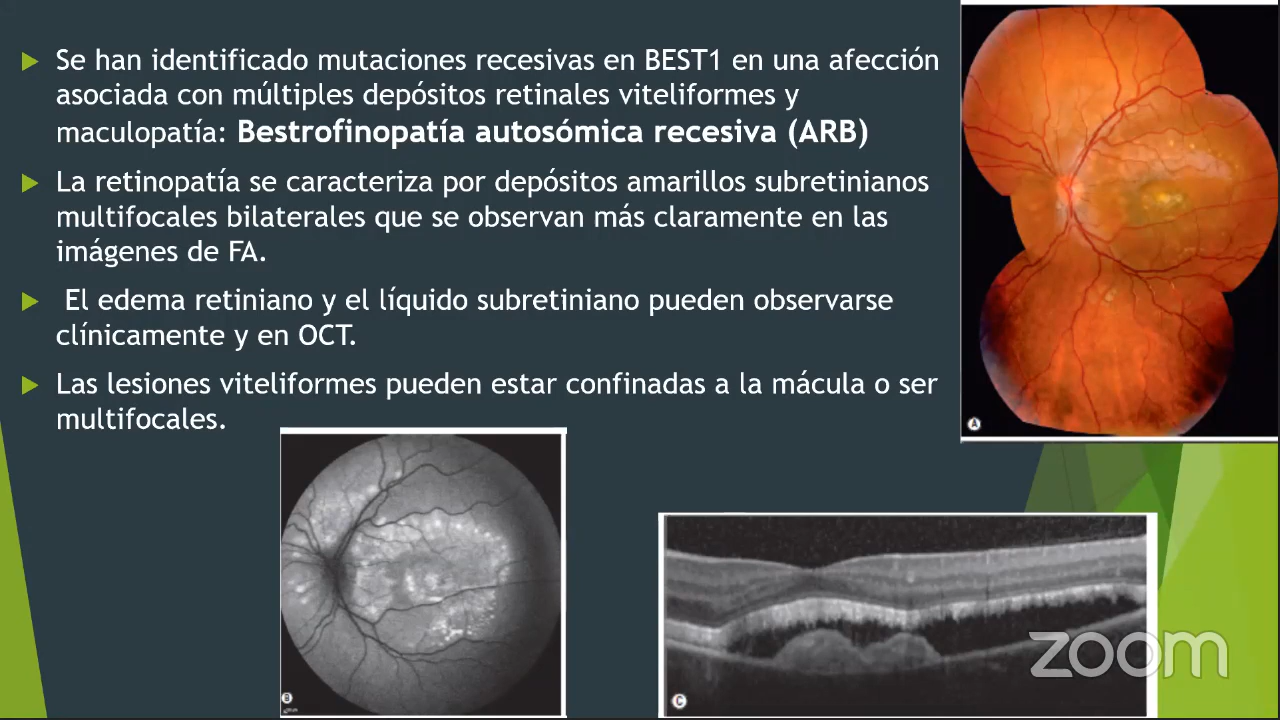 Se han identificado mutaciones recesivas en BEST1 en una afección
asociada con múltiples depósitos retinales viteliformes y
maculopatía: Bestrofinopatía autosómica recesiva (ARB)
La retinopatía se caracteriza por depósitos amarillos subretinianos
multifocales bilaterales que se observan más claramente en las
imágenes de FA.
El edema retiniano y el líquido subretiniano pueden observarse
clínicamente y en OCT.
Las lesiones viteliformes pueden estar confinadas a la mácula o ser
multifocales.
A
B
C
zoom